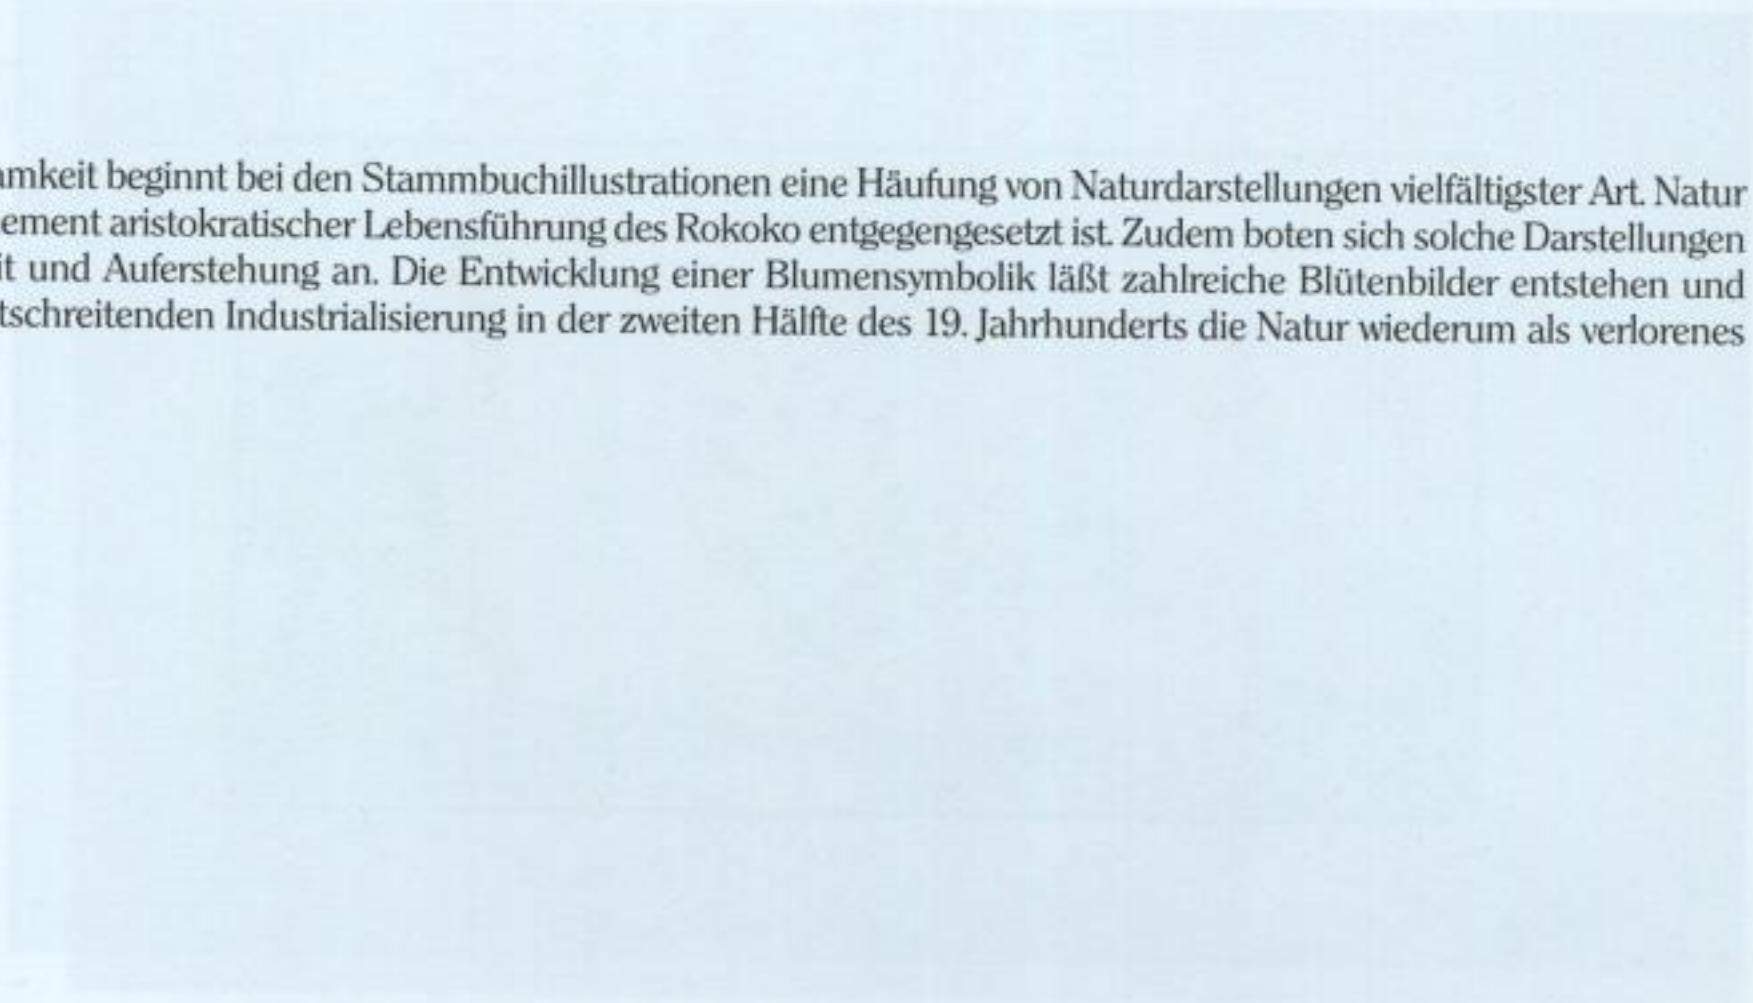 amkeit beginnt bei den Stammbuchillustrationen eine Häufung von Naturdarstellungen vielfältigster Art. Natur
ement aristokratischer Lebensführung des Rokoko entgegengesetzt ist. Zudem boten sich solche Darstellungen
it und Auferstehung an. Die Entwicklung einer Blumensymbolik läßt zahlreiche Blütenbilder entstehen und
tschreitenden Industrialisierung in der zweiten Hälfte des 19. Jahrhunderts die Natur wiederum als verlorenes